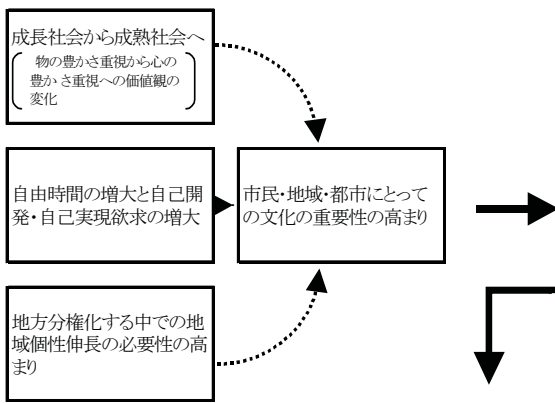 成長社会から成熟社会へ
物の豊かさ重視から心の
豊かさ重視への価値観の
変化
自由時間の増大と自己開
発・自己実現欲求の増大
市民・地域・都市にとって
の文化の重要性の高まり
地方分権化する中での地
域個性伸長の必要性の高
まり